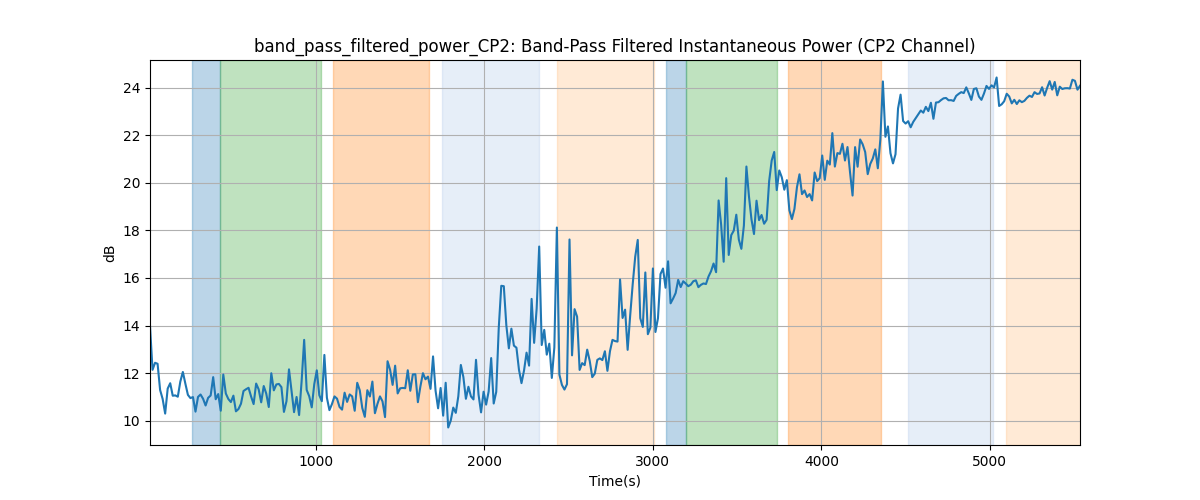 band_pass_filtered_power_CP2: Band-Pass Filtered Instantaneous Power (CP2 Channel)
24
22
20
18
16
14
12
10
dB
1000 2000 3000 4000 5000
Time(s)